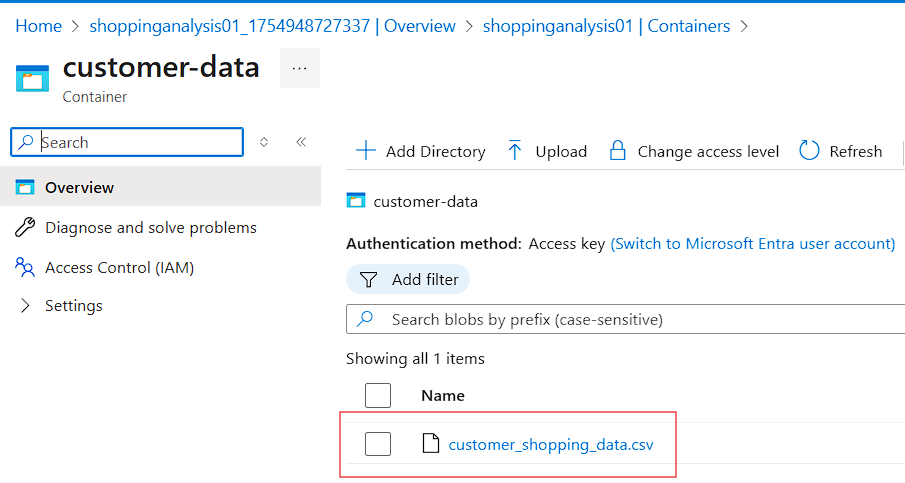 Home > shoppinganalysis01_1754948727337 | Overview > shoppinganalysis01 | Containers >
customer-data ...
Container
Search
Add Directory Upload Change access level Refresh
Overview
customer-data
Diagnose and solve problems
Authentication method: Access key (Switch to Microsoft Entra user account)
Access Control (IAM)
Add filter
Settings
Search blobs by prefix (case-sensitive)
Showing all 1 items
Name
customer_shopping_data.csv